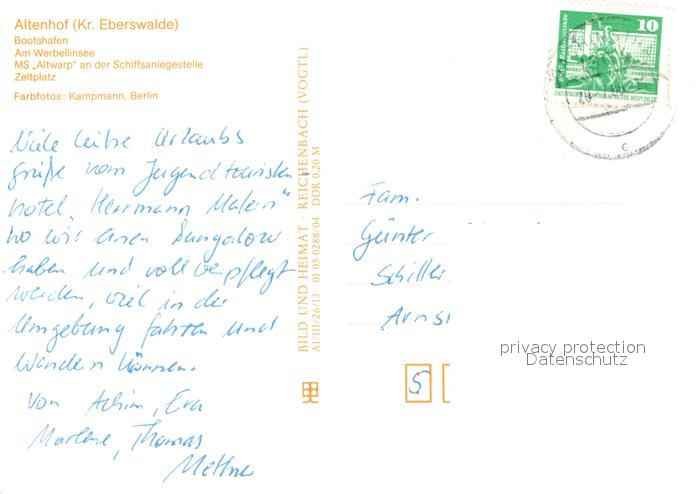 Altenhof (Kr. Eberswalde)
Bootshafen
Am Werbellinsee
MS „Altwarp" an der Schiffsanlegestelle
Zeltplatz
Farbfotos: Kampmann, Berlin
Viele liebe Urlaubs
grüße vom Jugendtouristen
hotel „Herrmann Matern"
wo wir einen Bungalow
haben und voll verpflegt
werden, viel in der
Umgebung fahren und
wandern können.
Von Achim, Eva
Marlene, Thomas
BILD UND HEIMAT · REICHENBACH (VOGTL)
A1/III/26/13 01 05 0288/04 DDR 0,20 M
10
DEUTSCHE DEMOKRATISCHE REPUBLIK
c
Fam.
Günter
Schiller
Arnst
5
privacy protection
Datenschutz